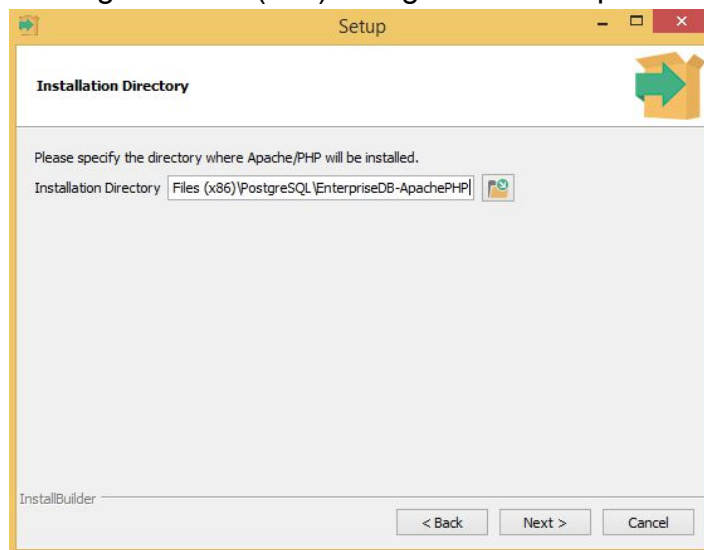 Setup
Installation Directory
Please specify the directory where Apache/PHP will be installed.
Installation Directory Files (x86)\PostgreSQL\EnterpriseDB-ApachePHP
InstallBuilder
< Back Next > Cancel